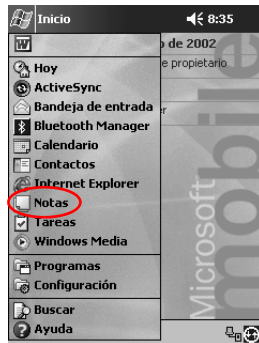 Inicio 8:35
de 2002
Hoy
e propietario
ActiveSync
Bandeja de entrada
Bluetooth Manager
Calendario
Contactos
Internet Explorer
Notas
Tareas
Windows Media
Programas
Configuración
Buscar
Ayuda
Microsoft
mobile